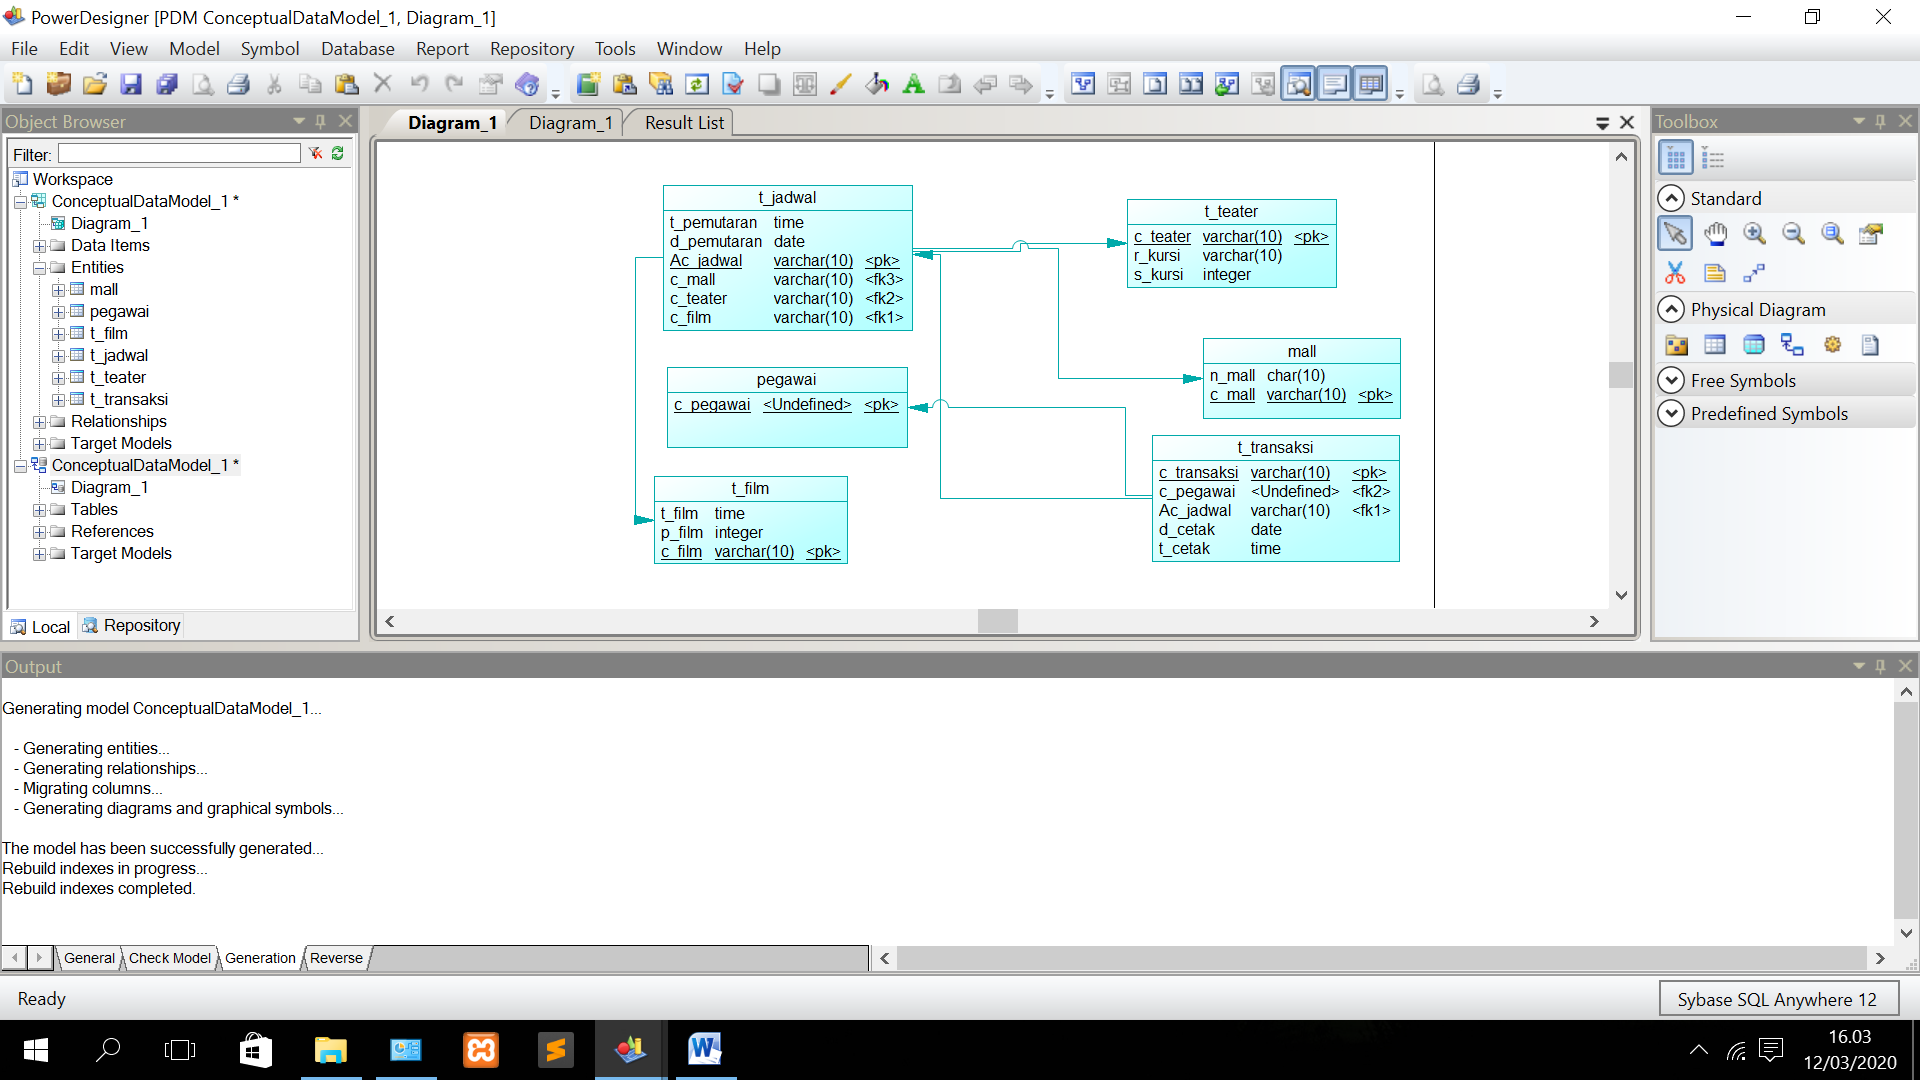 PowerDesigner [PDM ConceptualDataModel_1, Diagram_1]
File Edit View Model Symbol Database Report Repository Tools Window Help
Object Browser
Filter:
Workspace
ConceptualDataModel_1 *
Diagram_1
Data Items
Entities
mall
pegawai
t_film
t_jadwal
t_teater
t_transaksi
Relationships
Target Models
ConceptualDataModel_1 *
Diagram_1
Tables
References
Target Models
Local Repository
Diagram_1 Diagram_1 Result List
t_jadwal
t_pemutaran time
d_pemutaran date
Ac_jadwal varchar(10) <pk>
c_mall varchar(10) <fk3>
c_teater varchar(10) <fk2>
c_film varchar(10) <fk1>
t_teater
c_teater varchar(10) <pk>
r_kursi varchar(10)
s_kursi integer
mall
n_mall char(10)
c_mall varchar(10) <pk>
pegawai
c_pegawai <Undefined> <pk>
t_transaksi
c_transaksi varchar(10) <pk>
c_pegawai <Undefined> <fk2>
Ac_jadwal varchar(10) <fk1>
d_cetak date
t_cetak time
t_film
t_film time
p_film integer
c_film varchar(10) <pk>
Toolbox
Standard
Physical Diagram
Free Symbols
Predefined Symbols
Output
Generating model ConceptualDataModel_1...
- Generating entities...
- Generating relationships...
- Migrating columns...
- Generating diagrams and graphical symbols...
The model has been successfully generated...
Rebuild indexes in progress...
Rebuild indexes completed.
General Check Model Generation Reverse
Ready
Sybase SQL Anywhere 12
16.03
12/03/2020